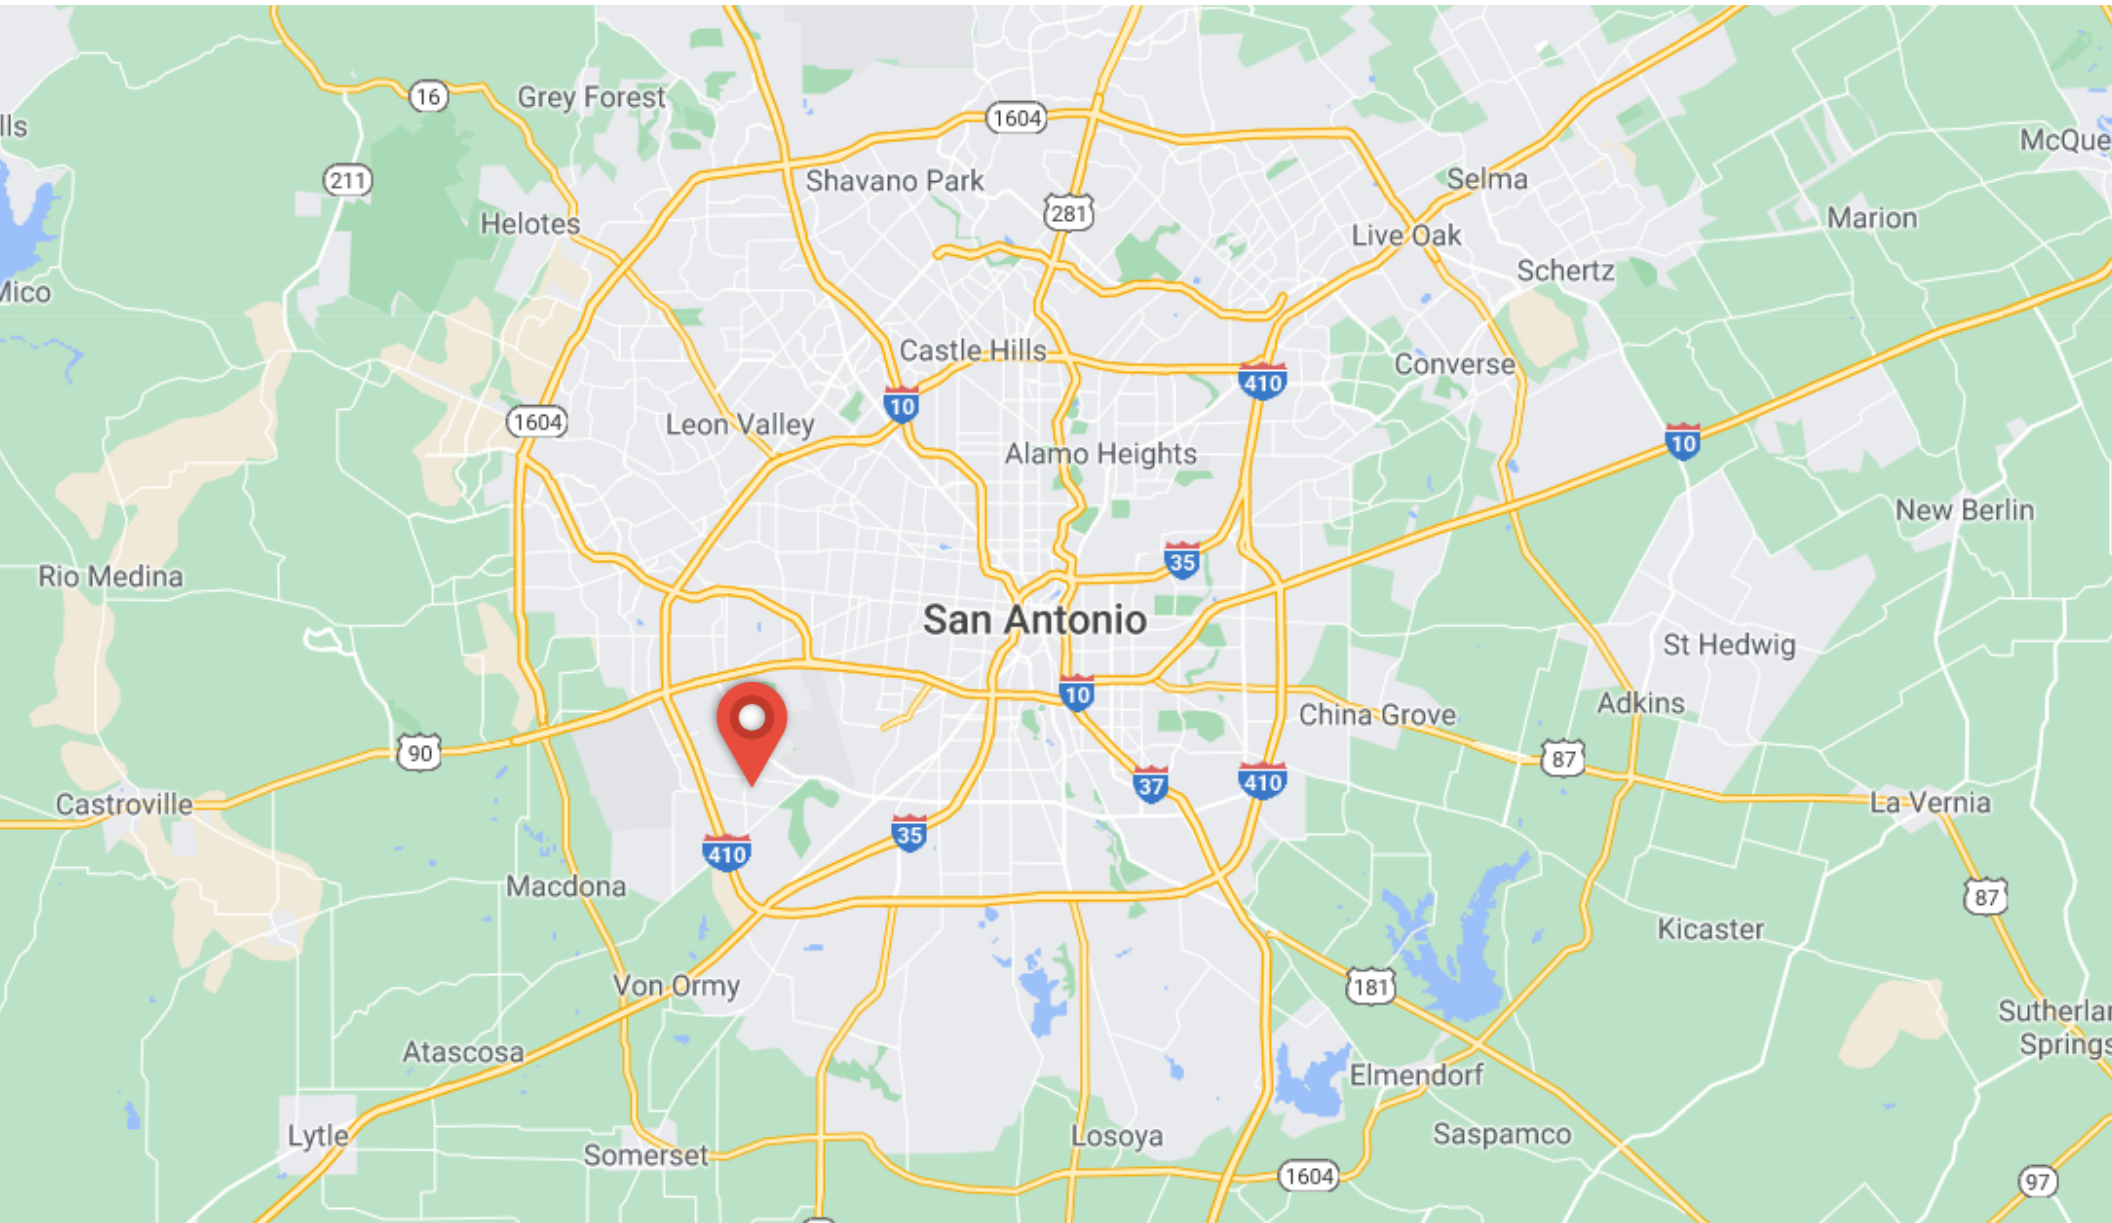 16
Grey Forest
1604
lls
McQue
211
Shavano Park
Selma
281
Marion
Helotes
Live Oak
Schertz
Mico
Castle Hills
Converse
410
10
1604
Leon Valley
10
Alamo Heights
New Berlin
35
Rio Medina
San Antonio
St Hedwig
10
Adkins
China Grove
90
87
37
410
Castroville
La Vernia
35
410
Macdona
87
Kicaster
Von Ormy
181
Sutherlan
Springs
Atascosa
Elmendorf
Lytle
Losoya
Saspamco
Somerset
1604
97